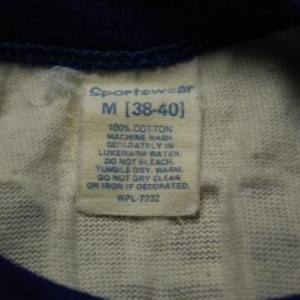 Sportswear
M [38-40]
100% COTTON
MACHINE WASH
SEPARATELY IN
LUKEWARM WATER.
DO NOT BLEACH.
TUMBLE DRY. WARM.
DO NOT DRY CLEAN
OR IRON IF DECORATED.
WPL-7232